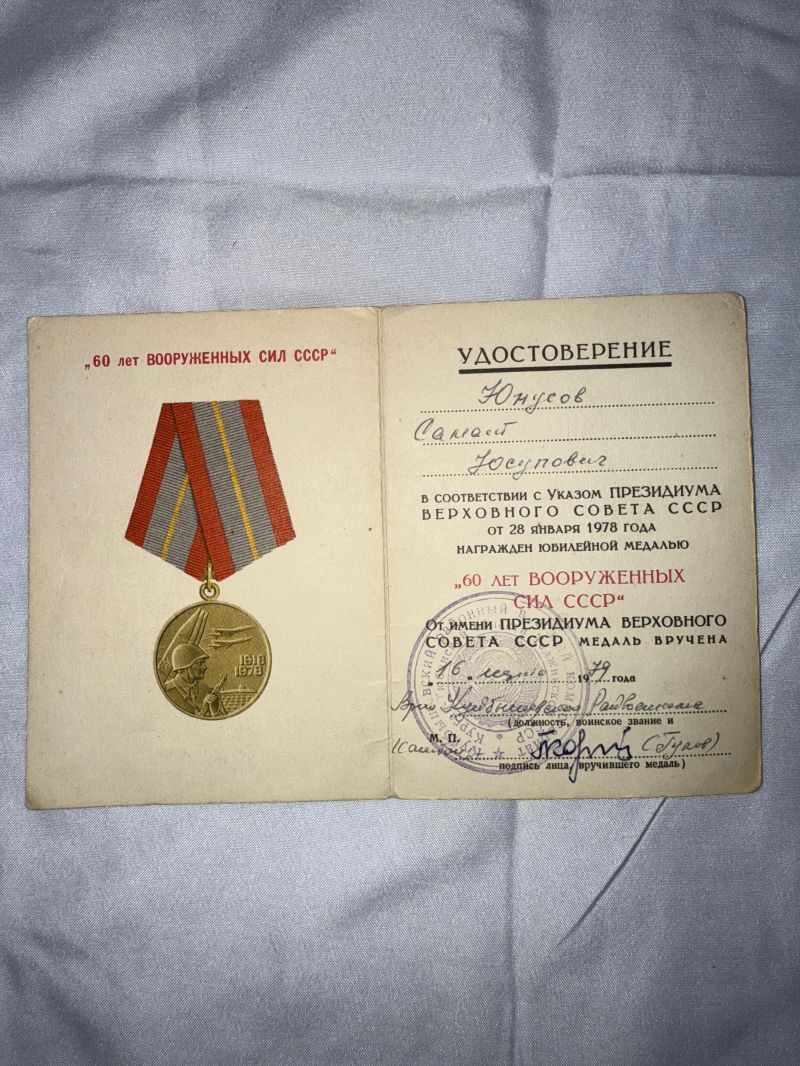 „60 лет ВООРУЖЕННЫХ СИЛ СССР“
1918
1978
УДОСТОВЕРЕНИЕ
Юнусов
Самат
Юсупович
в соответствии с Указом ПРЕЗИДИУМА
ВЕРХОВНОГО СОВЕТА СССР
от 28 ЯНВАРЯ 1978 ГОДА
НАГРАЖДЕН ЮБИЛЕЙНОЙ МЕДАЛЬЮ
„60 ЛЕТ ВООРУЖЕННЫХ
СИЛ СССР“
От имени ПРЕЗИДИУМА ВЕРХОВНОГО
СОВЕТА СССР МЕДАЛЬ ВРУЧЕНА
„16“ 1979 года
(должность, воинское звание и
М. П.
подпись лица, вручившего медаль)